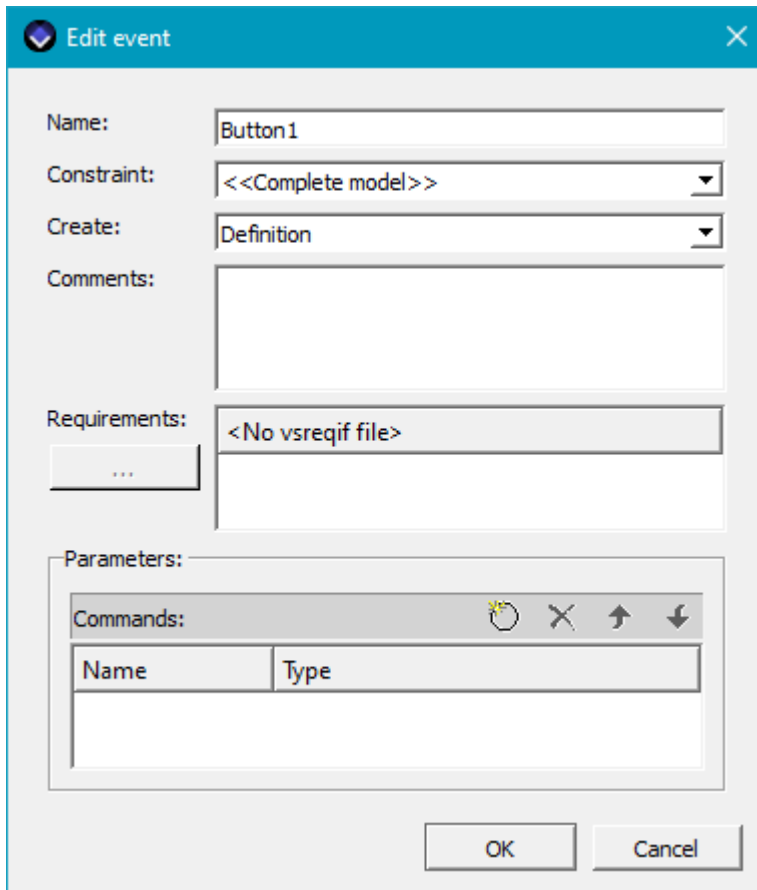 Edit event
Name:
Button1
Constraint:
<<Complete model>>
Create:
Definition
Comments:
Requirements:
<No vsreqif file>
...
Parameters:
Commands:
Name Type
OK Cancel